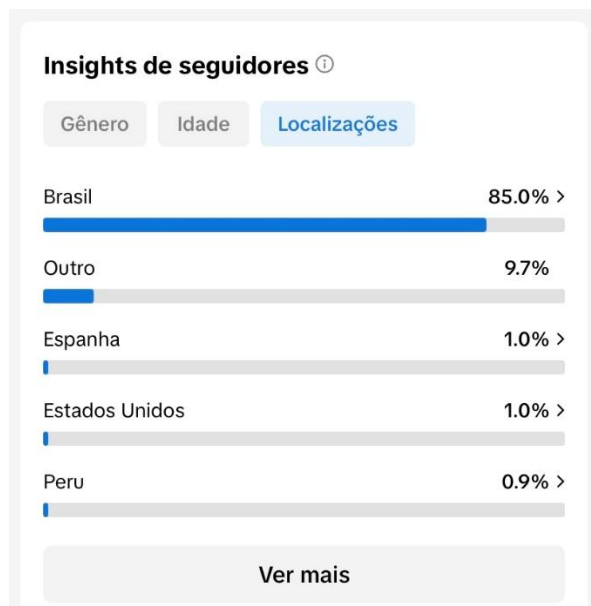 Insights de seguidores
Gênero Idade Localizações
Brasil 85.0% >
Outro 9.7%
Espanha 1.0% >
Estados Unidos 1.0% >
Peru 0.9% >
Ver mais